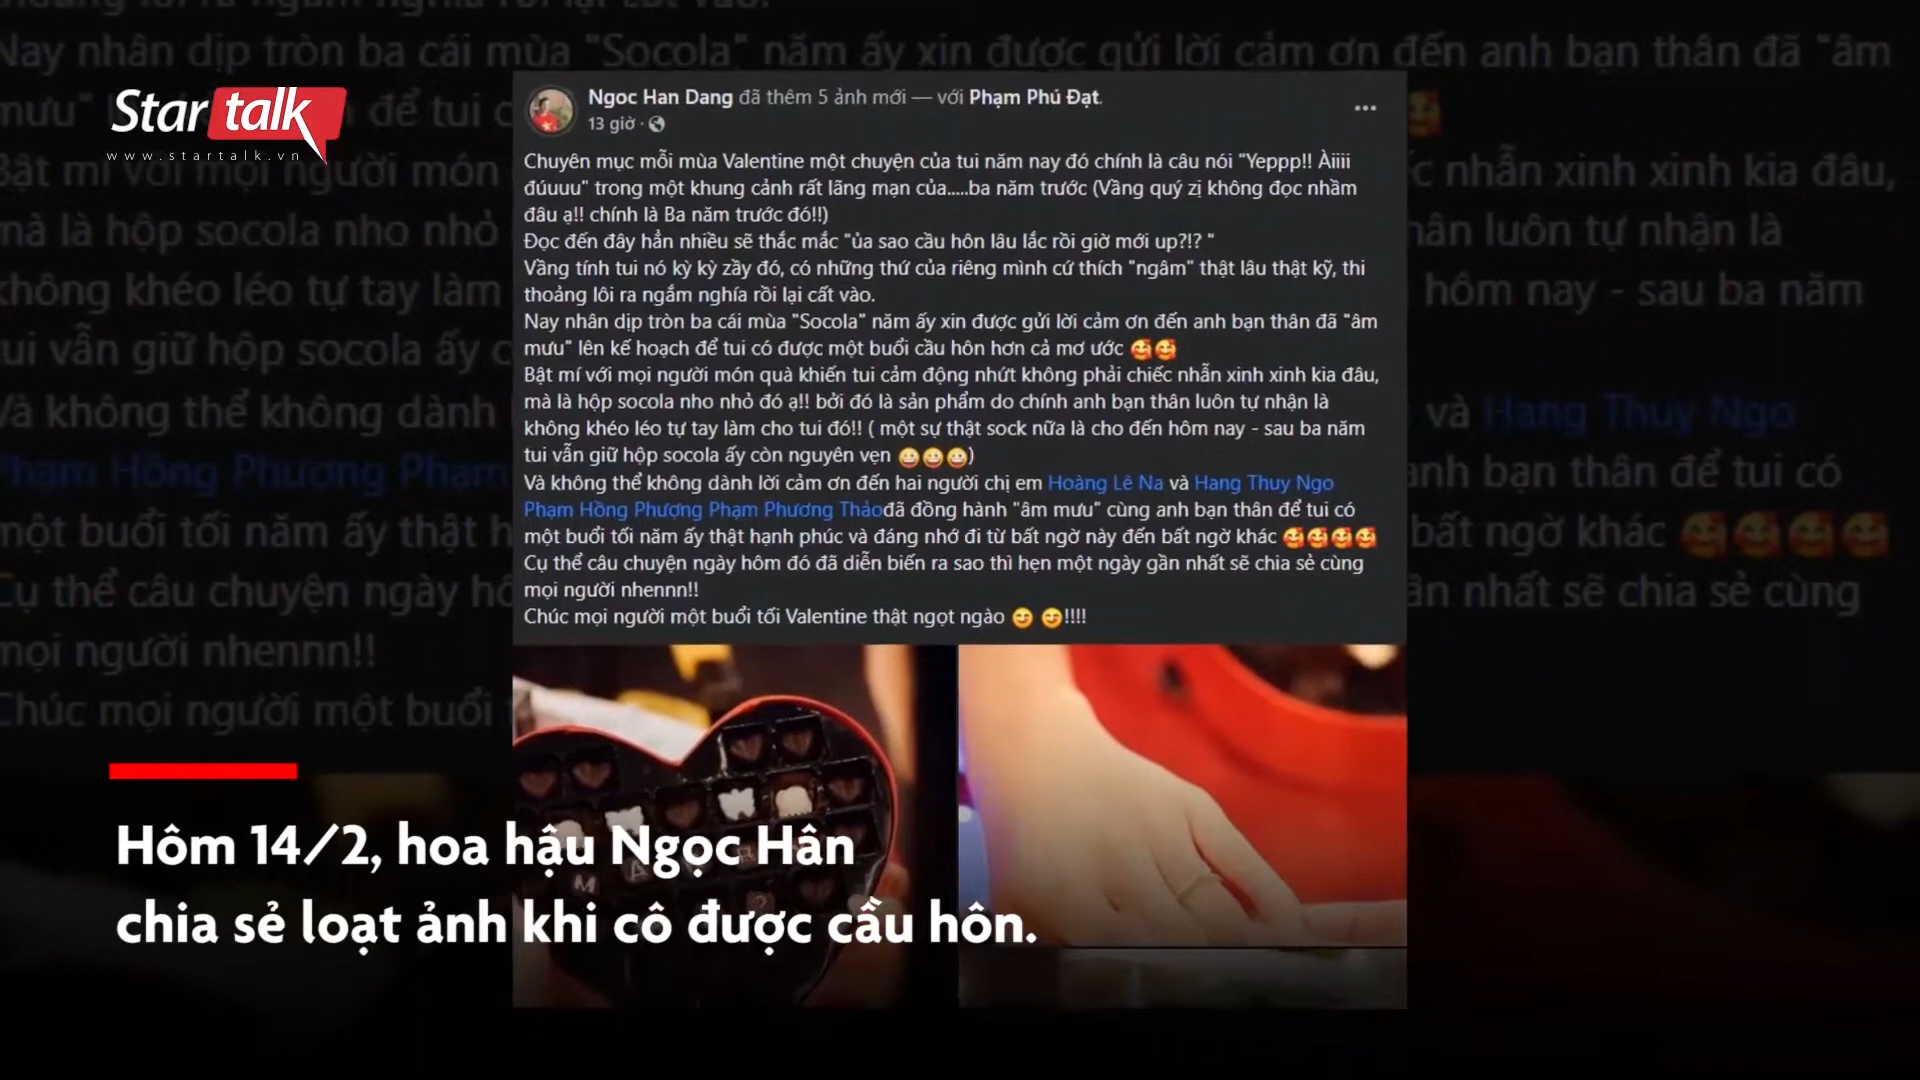 Star talk
www.startalk.vn
Ngoc Han Dang đã thêm 5 ảnh mới — với Phạm Phú Đạt.
13 giờ ·
Chuyên mục mỗi mùa Valentine một chuyện của tui năm nay đó chính là câu nói "Yeppp!! Àiiii
đúuuu" trong một khung cảnh rất lãng mạn của.....ba năm trước (Vầng quý zị không đọc nhầm
đâu ạ!! chính là Ba năm trước đó!!)
Đọc đến đây hẳn nhiều sẽ thắc mắc "ủa sao cầu hôn lâu lắc rồi giờ mới up?!? "
Vầng tính tui nó kỳ kỳ zầy đó, có những thứ của riêng mình cứ thích "ngâm" thật lâu thật kỹ, thi
thoảng lôi ra ngắm nghía rồi lại cất vào.
Nay nhân dịp tròn ba cái mùa "Socola" năm ấy xin được gửi lời cảm ơn đến anh bạn thân đã "âm
mưu" lên kế hoạch để tui có được một buổi cầu hôn hơn cả mơ ước 🥰🥰
Bật mí với mọi người món quà khiến tui cảm động nhứt không phải chiếc nhẫn xinh xinh kia đâu,
mà là hộp socola nho nhỏ đó ạ!! bởi đó là sản phẩm do chính anh bạn thân luôn tự nhận là
không khéo léo tự tay làm cho tui đó!! ( một sự thật sock nữa là cho đến hôm nay - sau ba năm
tui vẫn giữ hộp socola ấy còn nguyên vẹn 😜😜😜)
Và không thể không dành lời cảm ơn đến hai người chị em Hoàng Lê Na và Hang Thuy Ngo
Phạm Hồng Phượng Phạm Phương Thảođã đồng hành "âm mưu" cùng anh bạn thân để tui có
một buổi tối năm ấy thật hạnh phúc và đáng nhớ đi từ bất ngờ này đến bất ngờ khác 🥰🥰🥰🥰
Cụ thể câu chuyện ngày hôm đó đã diễn biến ra sao thì hẹn một ngày gần nhất sẽ chia sẻ cùng
mọi người nhennn!!
Chúc mọi người một buổi tối Valentine thật ngọt ngào 😊 😊!!!!
Hôm 14/2, hoa hậu Ngọc Hân
chia sẻ loạt ảnh khi cô được cầu hôn.